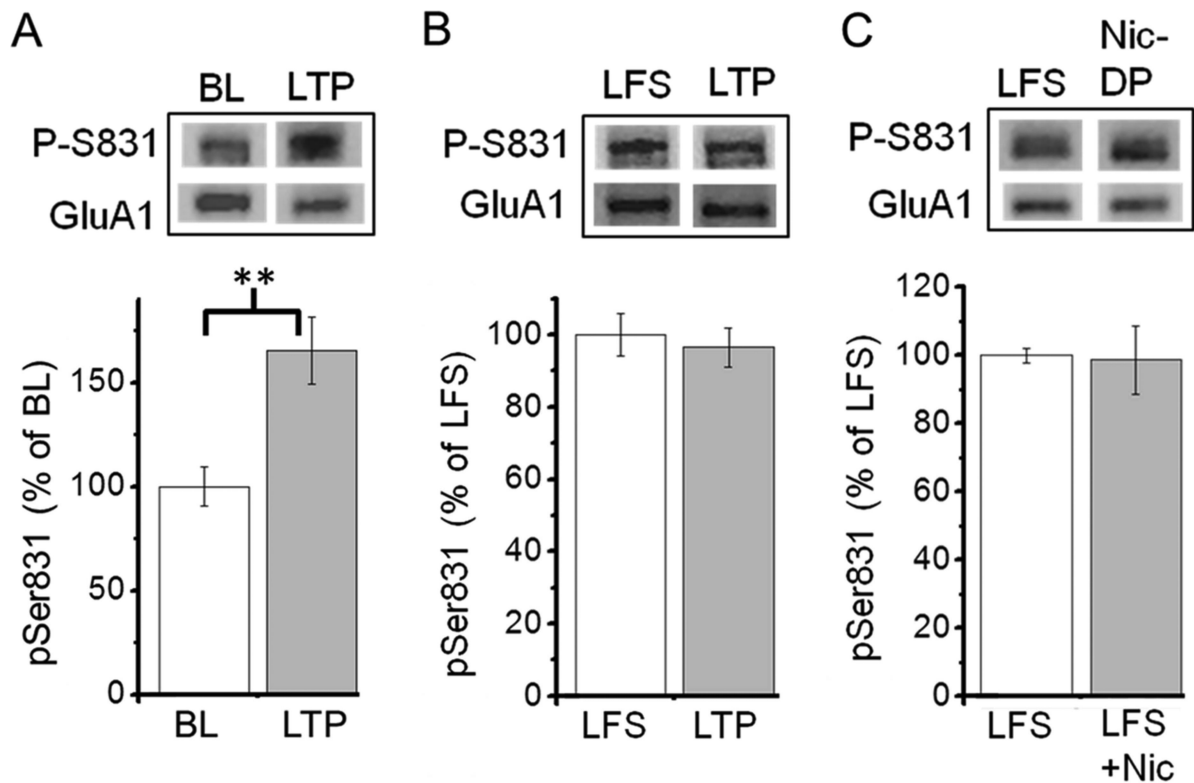 A
BL LTP
P-S831
GluA1
**
pSer831 (% of BL)
150
100
50
0
BL LTP
B
LFS LTP
P-S831
GluA1
pSer831 (% of LFS)
100
80
60
40
20
0
LFS LTP
C
Nic-
LFS DP
P-S831
GluA1
pSer831 (% of LFS)
120
100
80
60
40
20
0
LFS LFS
+Nic